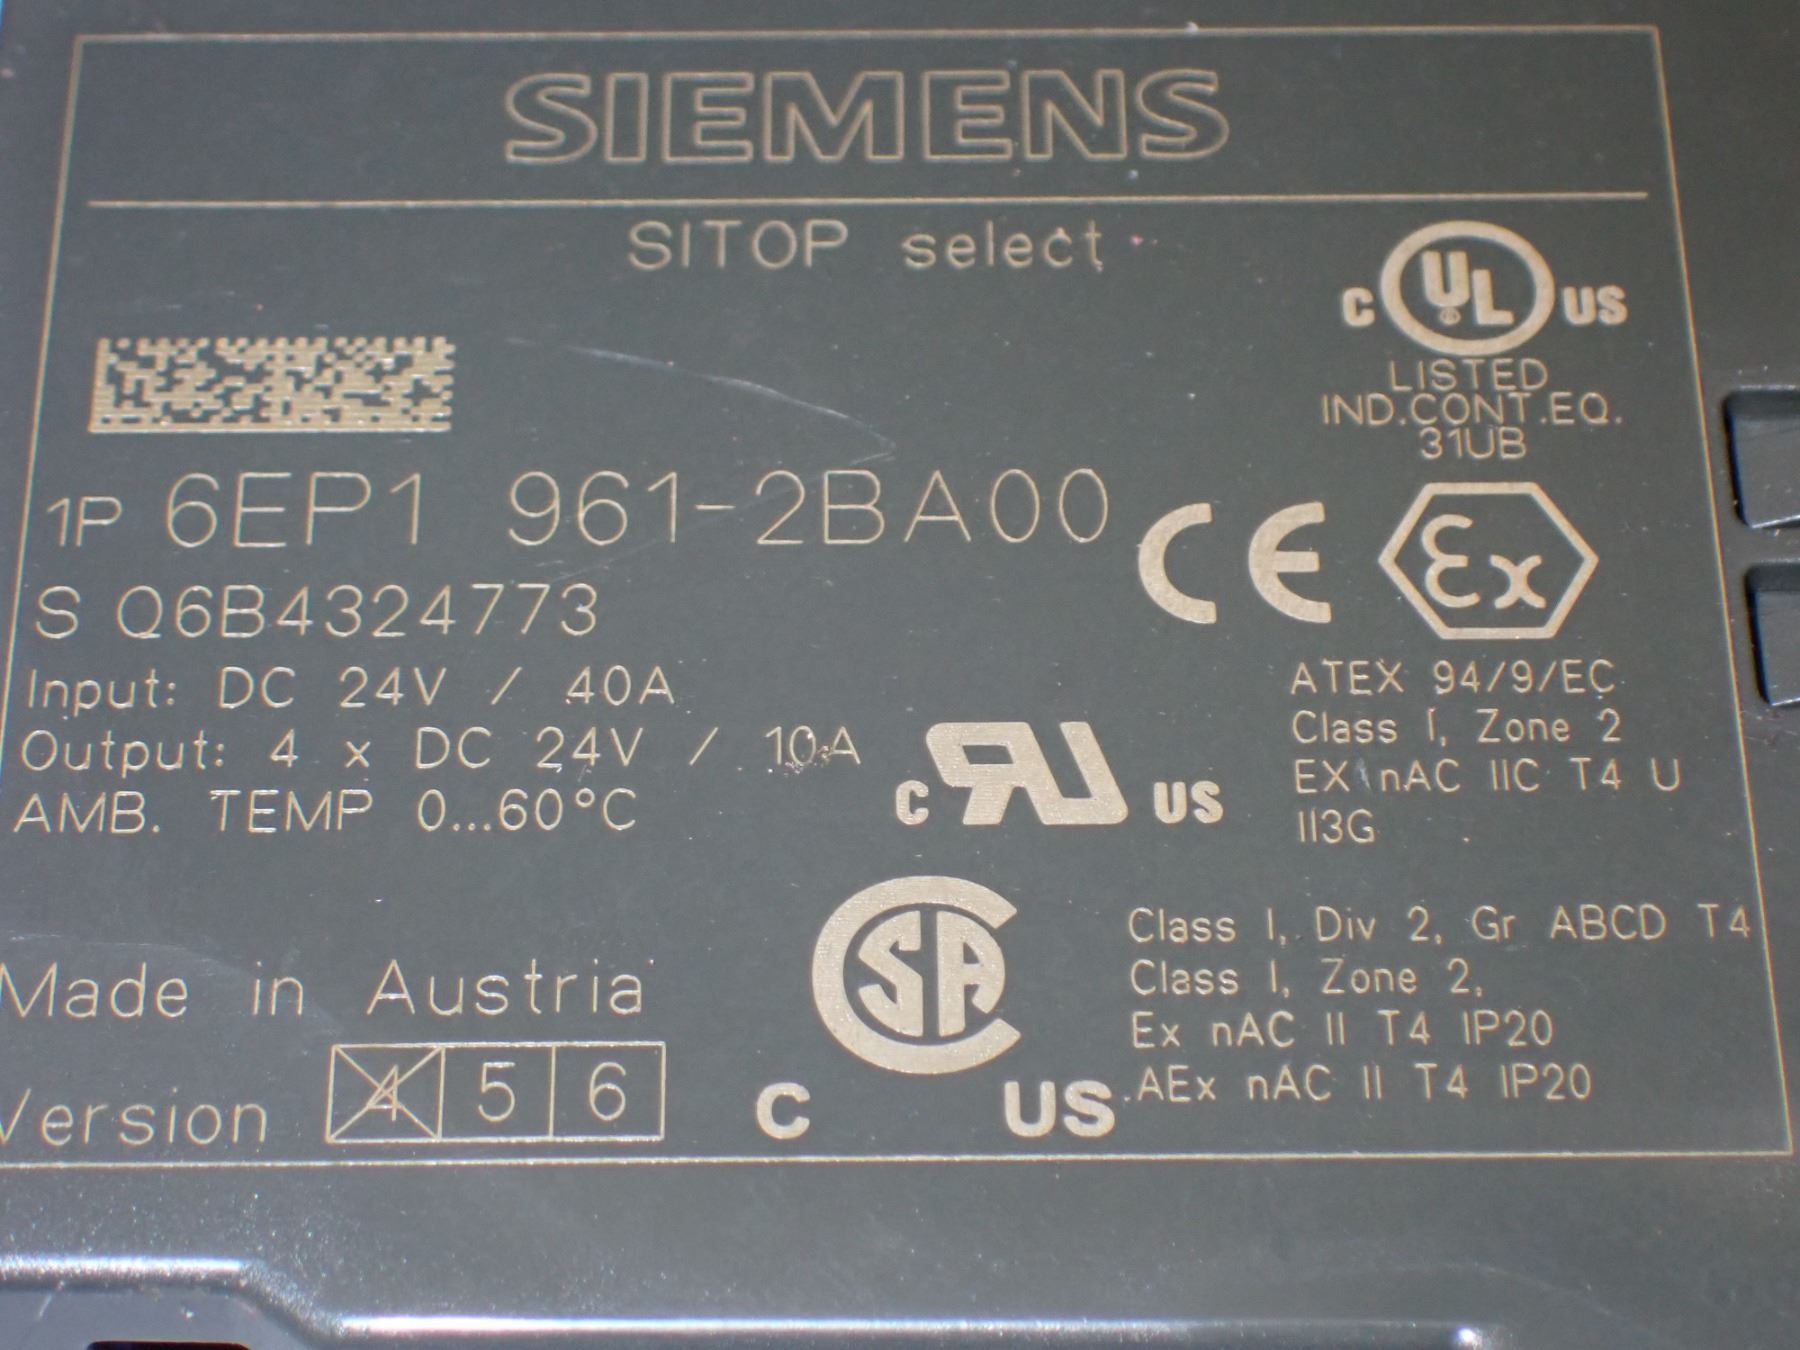 SIEMENS
SITOP select
C UL US
LISTED
IND.CONT.EQ.
31UB
1P 6EP1 961-2BA00
CE Ex
S Q6B4324773
Input: DC 24V / 40A
Output: 4 x DC 24V / 10A
AMB. TEMP 0...60°C
C RU US
ATEX 94/9/EC
Class I, Zone 2
EX nAC IIC T4 U
II3G
Made in Austria
Version 4 5 6
C SA US
Class I, Div 2, Gr ABCD T4
Class I, Zone 2,
Ex nAC II T4 IP20
AEx nAC II T4 IP20